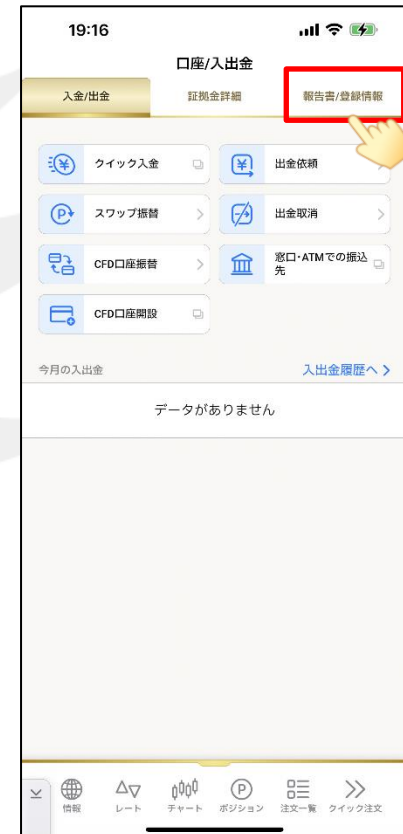 19:16
口座/入出金
入金/出金
証拠金詳細
報告書/登録情報
クイック入金
出金依頼
スワップ振替
出金取消
CFD口座振替
窓口・ATMでの振込
先
CFD口座開設
今月の入出金
入出金履歴へ
データがありません
情報
レート
チャート
ポジション
注文一覧
クイック注文